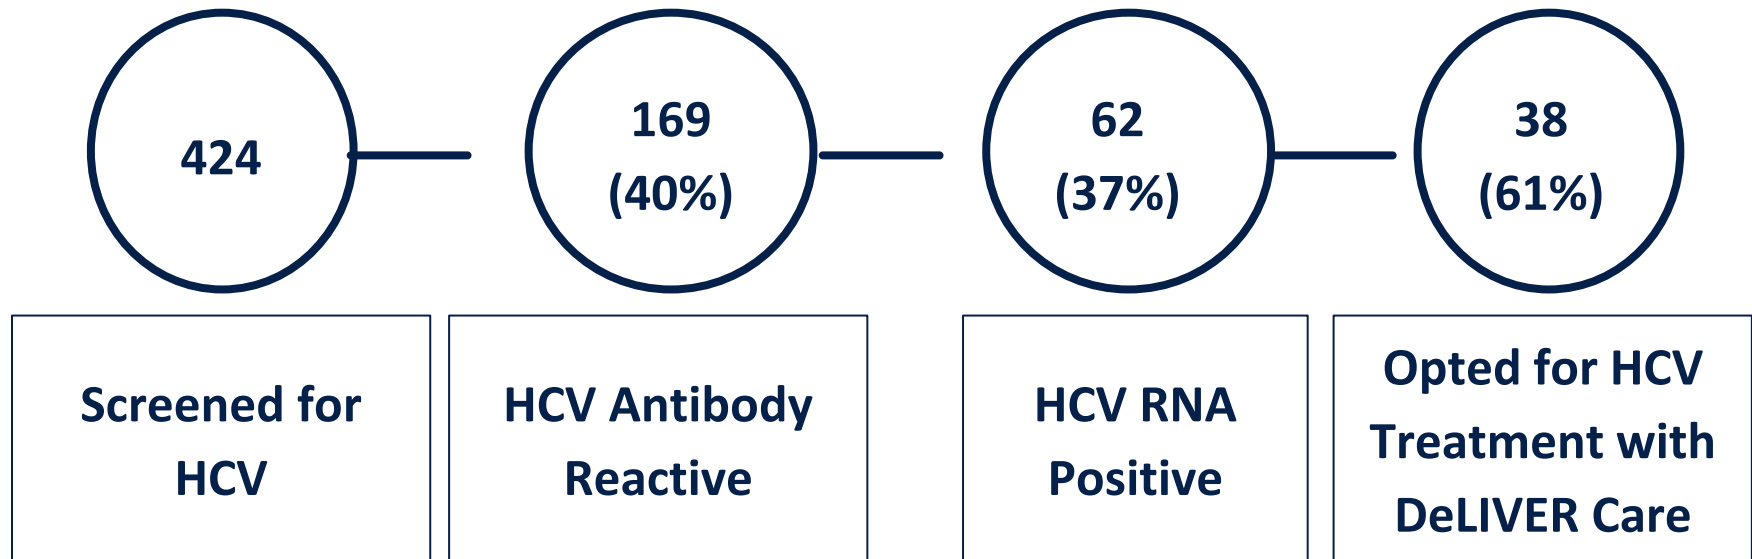 424
169
(40%)
62
(37%)
38
(61%)
Screened for
HCV
HCV Antibody
Reactive
HCV RNA
Positive
Opted for HCV
Treatment with
DeLIVER Care